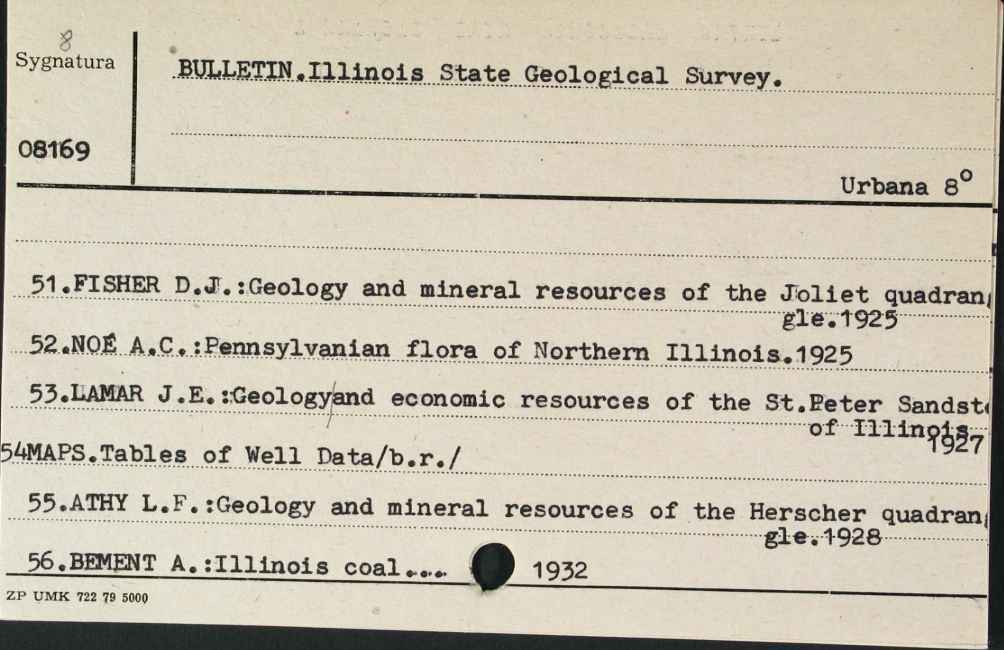 8
Sygnatura
BULLETIN.Illinois State Geological Survey.
08169
Urbana 8º
51.FISHER D.J.:Geology and mineral resources of the Joliet quadran
gle.1925
52.NOÉ A.C.:Pennsylvanian flora of Northern Illinois.1925
53.LAMAR J.E.:Geology/and economic resources of the St.Peter Sandst
of Illinois
1927
54MAPS.Tables of Well Data/b.r./
55.ATHY L.F.:Geology and mineral resources of the Herscher quadran
gle.1928
56.BEMENT A.:Illinois coal.... 1932
ZP UMK 722 79 5000